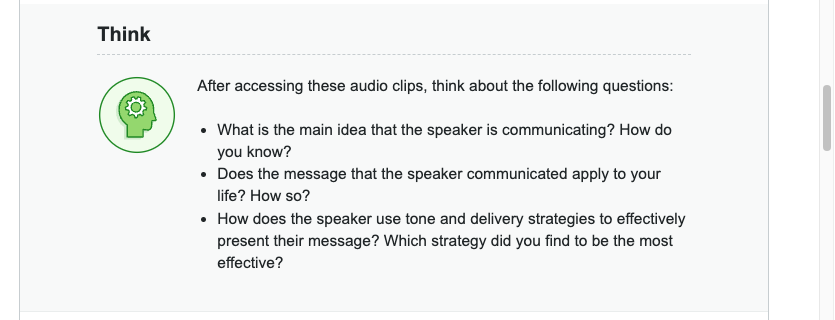 Think
After accessing these audio clips, think about the following questions:
• What is the main idea that the speaker is communicating? How do
you know?
• Does the message that the speaker communicated apply to your
life? How so?
• How does the speaker use tone and delivery strategies to effectively
present their message? Which strategy did you find to be the most
effective?